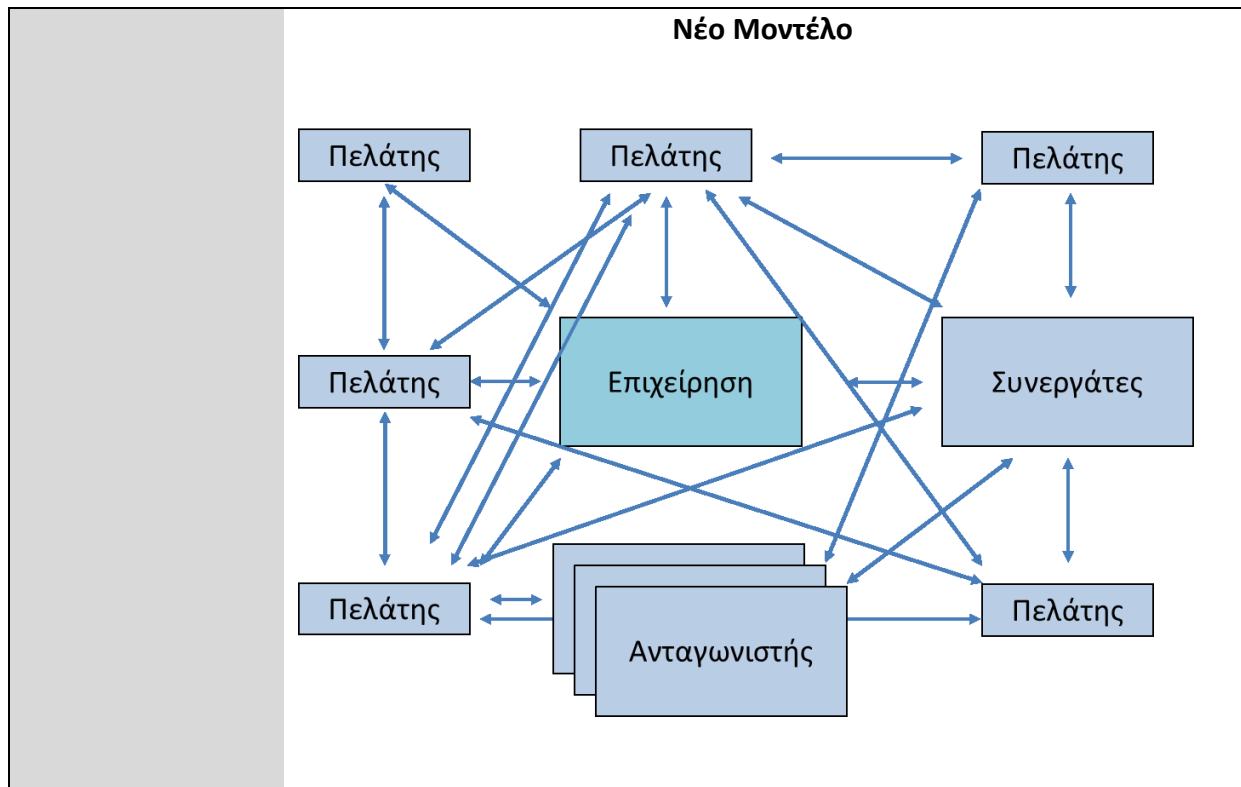 Νέο Μοντέλο
Πελάτης
Πελάτης
Πελάτης
Πελάτης
Επιχείρηση
Συνεργάτες
Πελάτης
Ανταγωνιστής
Πελάτης